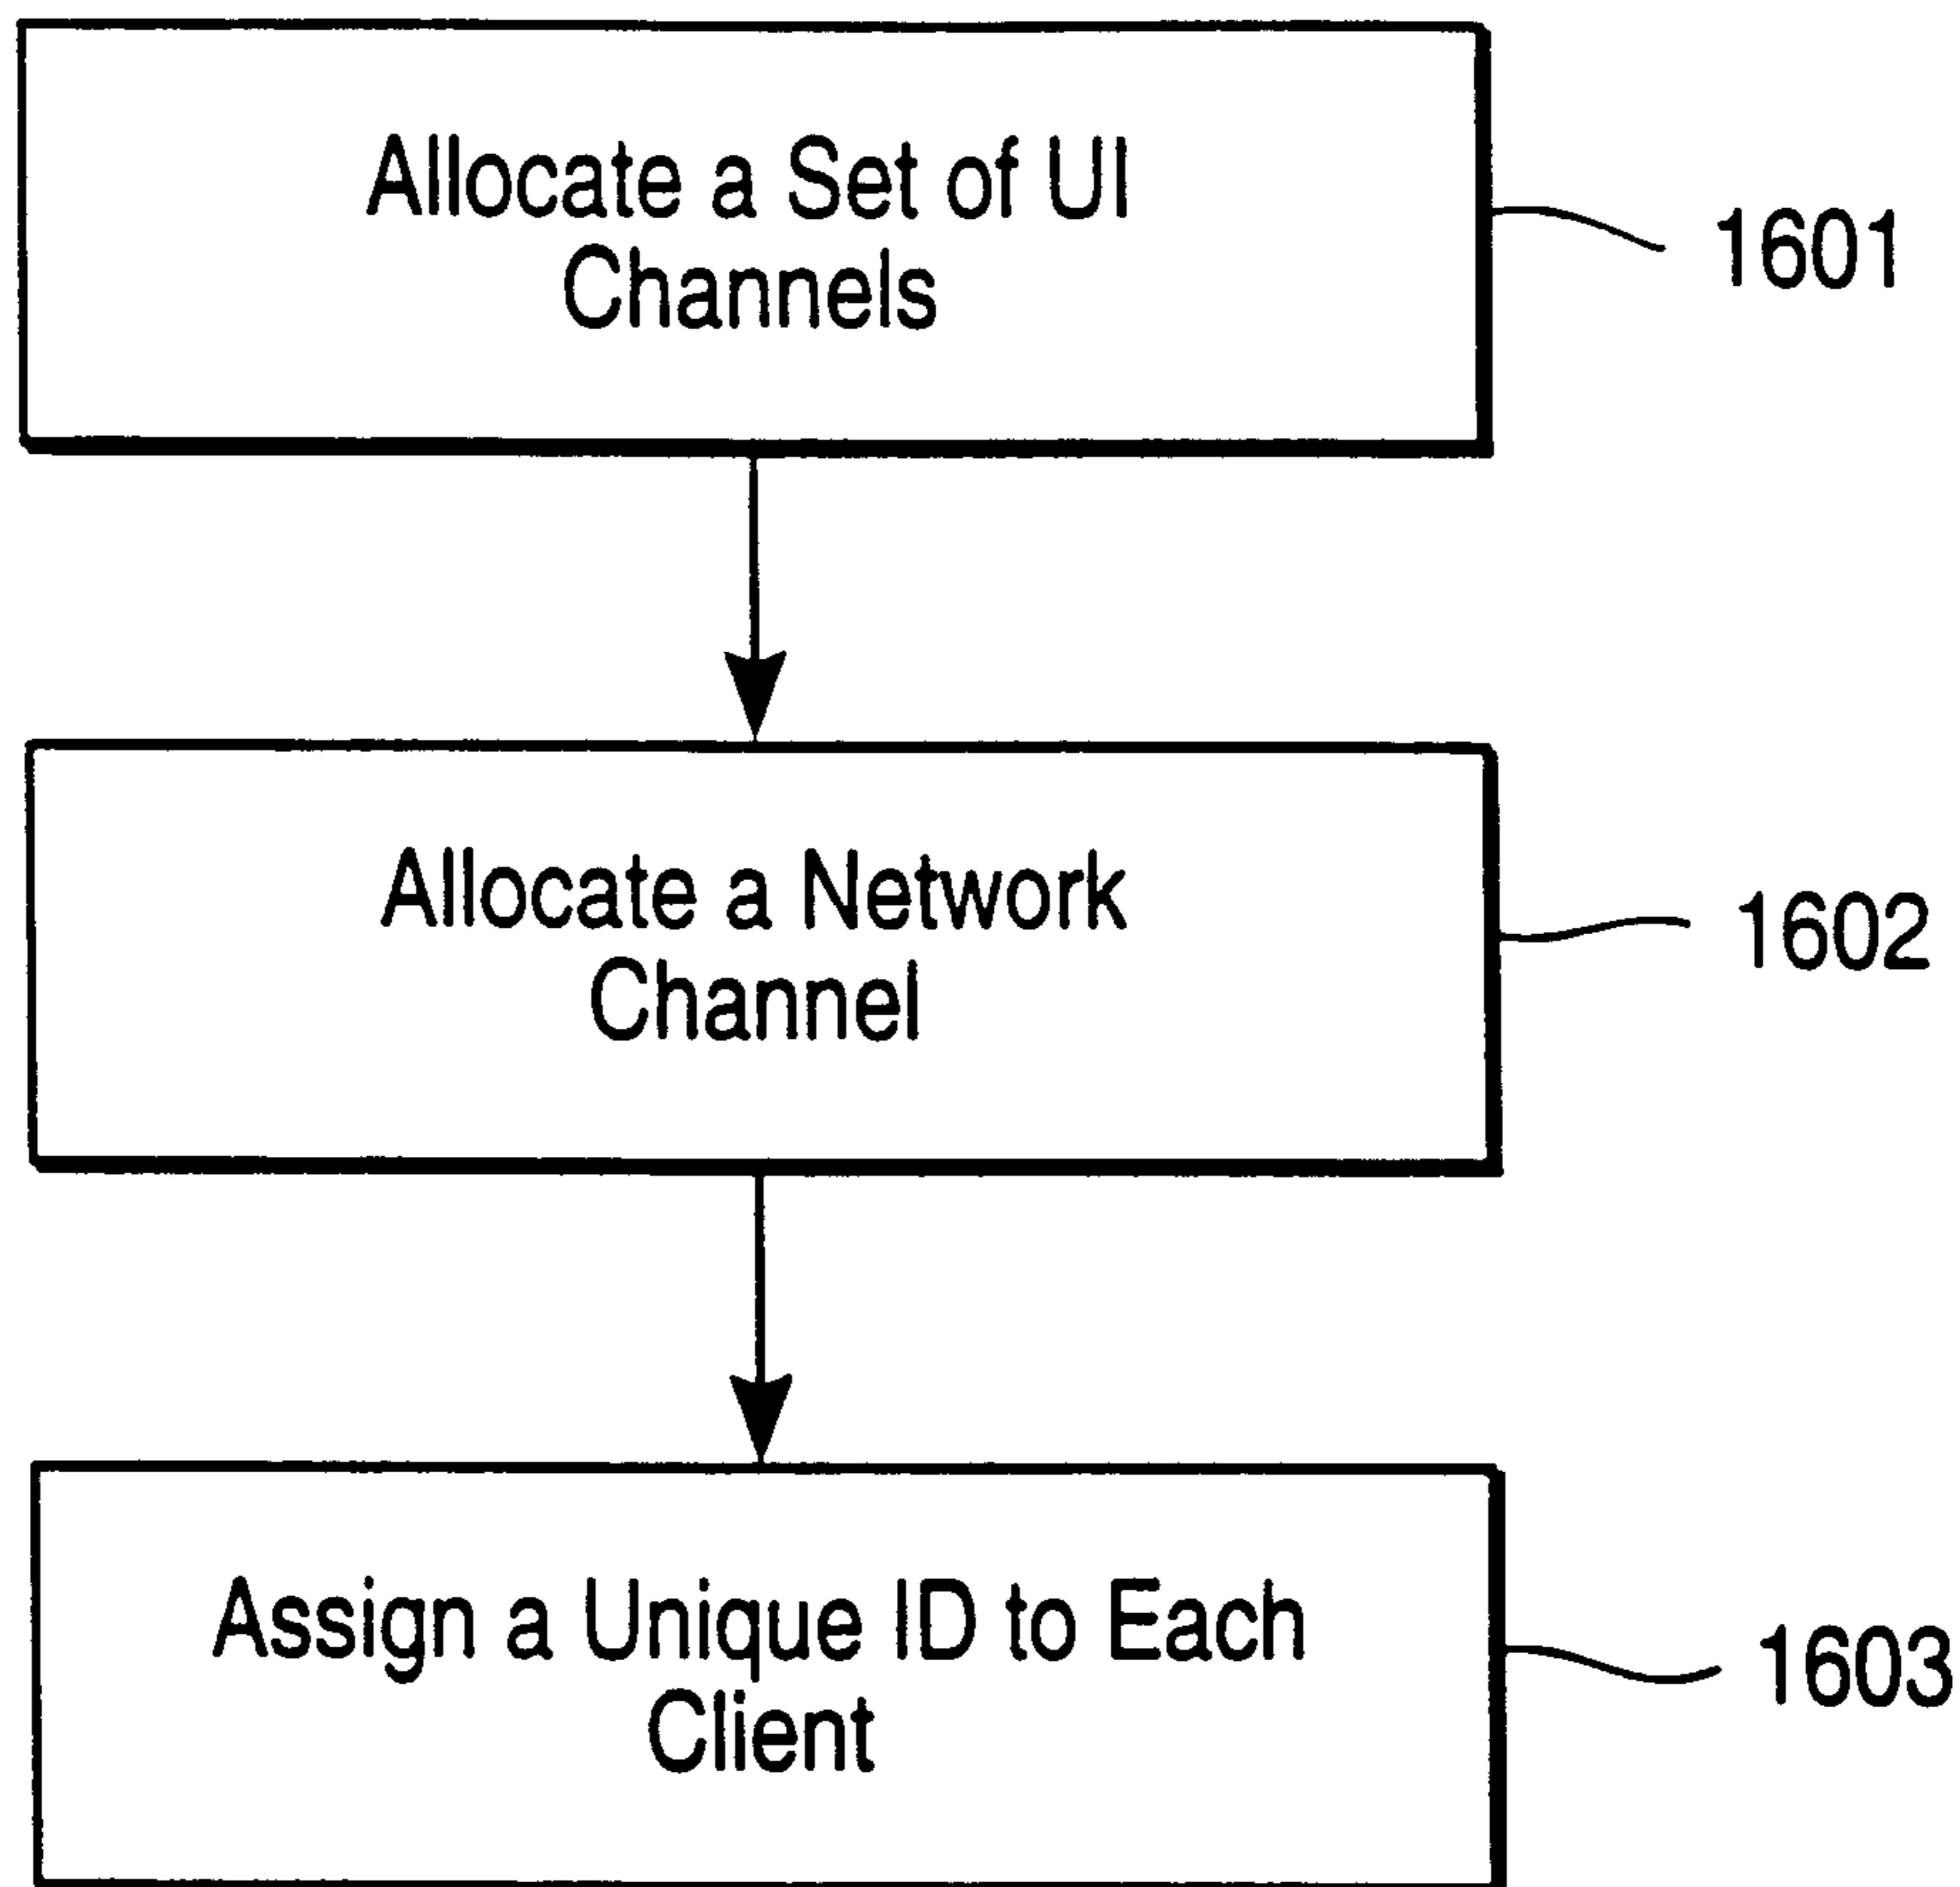 Allocate a Set of UI
Channels
1601
Allocate a Network
Channel
1602
Assign a Unique ID to Each
Client
1603